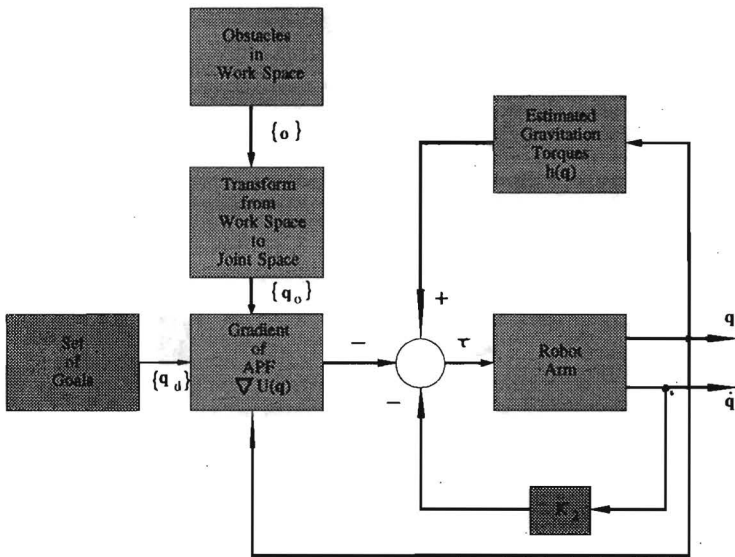 Obstacles
in
Work Space
{o}
Estimated
Gravitation
Torques
h(q)
Transform
from
Work Space
to
Joint Space
{q_o}
Set
of
Goals
{q_d}
Gradient
of
APF
∇ U(q)
−
+
−
τ
Robot
Arm
q
q̇
K_2